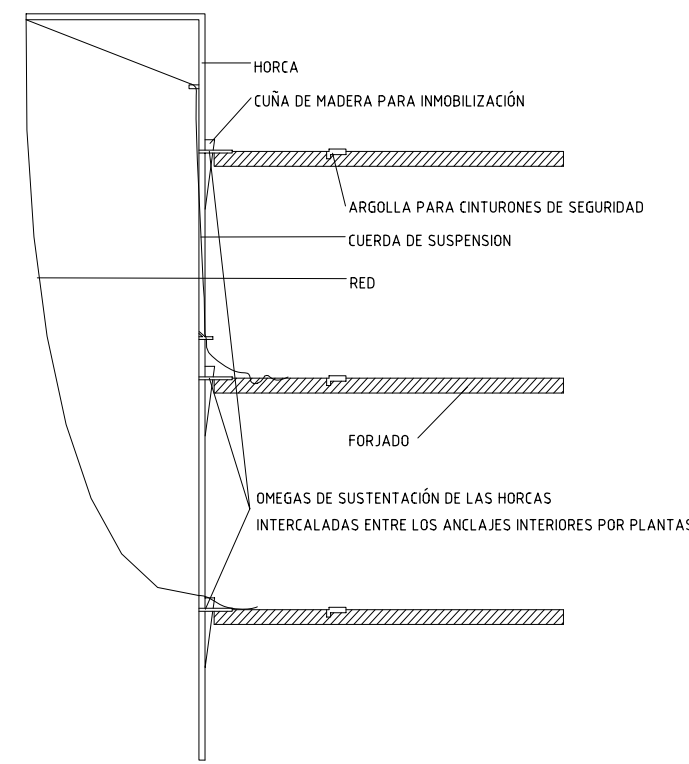 HORCA
CUÑA DE MADERA PARA INMOBILIZACIÓN
ARGOLLA PARA CINTURONES DE SEGURIDAD
CUERDA DE SUSPENSION
RED
FORJADO
OMEGAS DE SUSTENTACIÓN DE LAS HORCAS
INTERCALADAS ENTRE LOS ANCLAJES INTERIORES POR PLANTAS